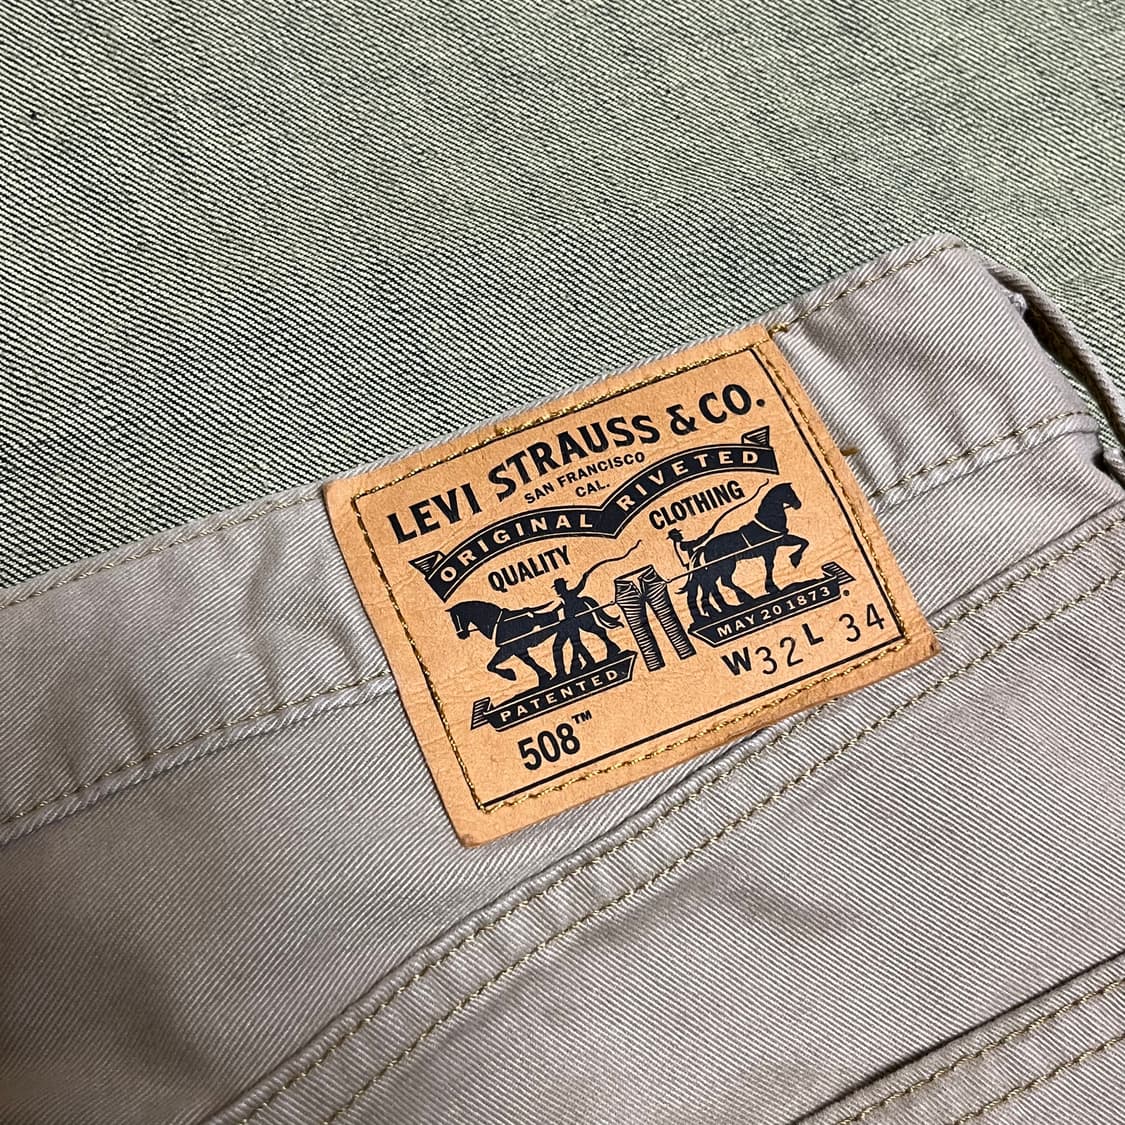 LEVI STRAUSS & CO.
SAN FRANCISCO
CAL.
ORIGINAL RIVETED
QUALITY CLOTHING
PATENTED MAY 20 1873
508™ W32 L 34